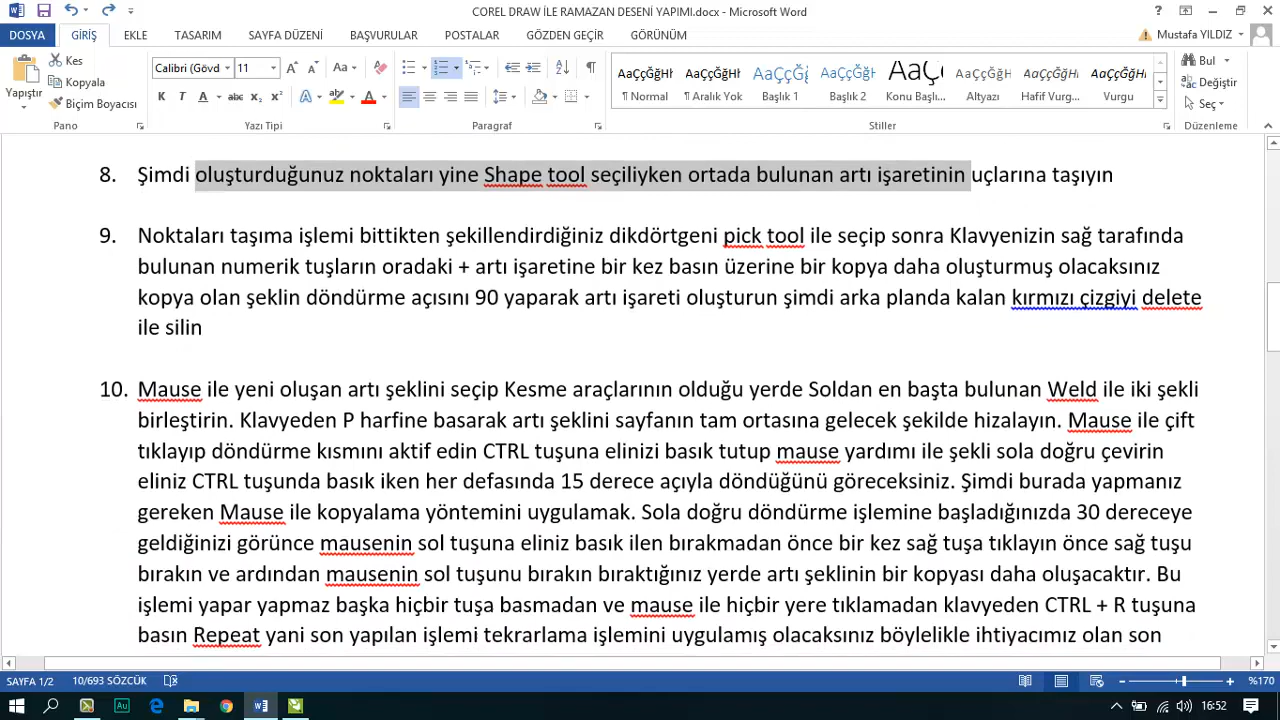 COREL DRAW İLE RAMAZAN DESENİ YAPIMI.docx - Microsoft Word
DOSYA GİRİŞ EKLE TASARIM SAYFA DÜZENİ BAŞVURULAR POSTALAR GÖZDEN GEÇİR GÖRÜNÜM Mustafa YILDIZ
Yapıştır
Kes
Kopyala
Biçim Boyacısı
Calibri (Gövd 11
K T A abc x₂ x²
AaÇçĞğHł AaÇçĞğHł AaÇçĞ AaÇçĞğł AaÇç AaÇçĞğHł AaÇçĞğHł AaÇçĞğHł
¶ Normal ¶ Aralık Yok Başlık 1 Başlık 2 Konu Başlı... Altyazı Hafif Vurg... Vurgu
Bul
Değiştir
Seç
Pano Yazı Tipi Paragraf Stiller Düzenleme
8. Şimdi oluşturduğunuz noktaları yine Shape tool seçiliyken ortada bulunan artı işaretinin uçlarına taşıyın
9. Noktaları taşıma işlemi bittikten şekillendirdiğiniz dikdörtgeni pick tool ile seçip sonra Klavyenizin sağ tarafında
bulunan numerik tuşların oradaki + artı işaretine bir kez basın üzerine bir kopya daha oluşturmuş olacaksınız
kopya olan şeklin döndürme açısını 90 yaparak artı işareti oluşturun şimdi arka planda kalan kırmızı çizgiyi delete
ile silin
10. Mause ile yeni oluşan artı şeklini seçip Kesme araçlarının olduğu yerde Soldan en başta bulunan Weld ile iki şekli
birleştirin. Klavyeden P harfine basarak artı şeklini sayfanın tam ortasına gelecek şekilde hizalayın. Mause ile çift
tıklayıp döndürme kısmını aktif edin CTRL tuşuna elinizi basık tutup mause yardımı ile şekli sola doğru çevirin
eliniz CTRL tuşunda basık iken her defasında 15 derece açıyla döndüğünü göreceksiniz. Şimdi burada yapmanız
gereken Mause ile kopyalama yöntemini uygulamak. Sola doğru döndürme işlemine başladığınızda 30 dereceye
geldiğinizi görünce mausenin sol tuşuna eliniz basık ilen bırakmadan önce bir kez sağ tuşa tıklayın önce sağ tuşu
bırakın ve ardından mausenin sol tuşunu bırakın bıraktığınız yerde artı şeklinin bir kopyası daha oluşacaktır. Bu
işlemi yapar yapmaz başka hiçbir tuşa basmadan ve mause ile hiçbir yere tıklamadan klavyeden CTRL + R tuşuna
basın Repeat yani son yapılan işlemi tekrarlama işlemini uygulamış olacaksınız böylelikle ihtiyacımız olan son
SAYFA 1/2 10/693 SÖZCÜK %170
16:52